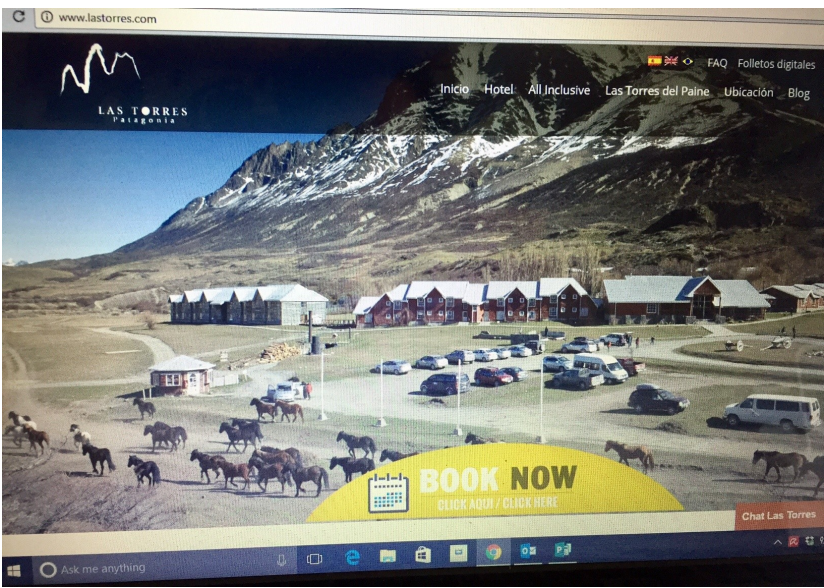 www.lastorres.com
FAQ Folletos digitales
LAS TORRES
Patagonia
Inicio Hotel All Inclusive Las Torres del Paine Ubicación Blog
BOOK NOW
CLICK AQUI / CLICK HERE
Chat Las Torres
Ask me anything